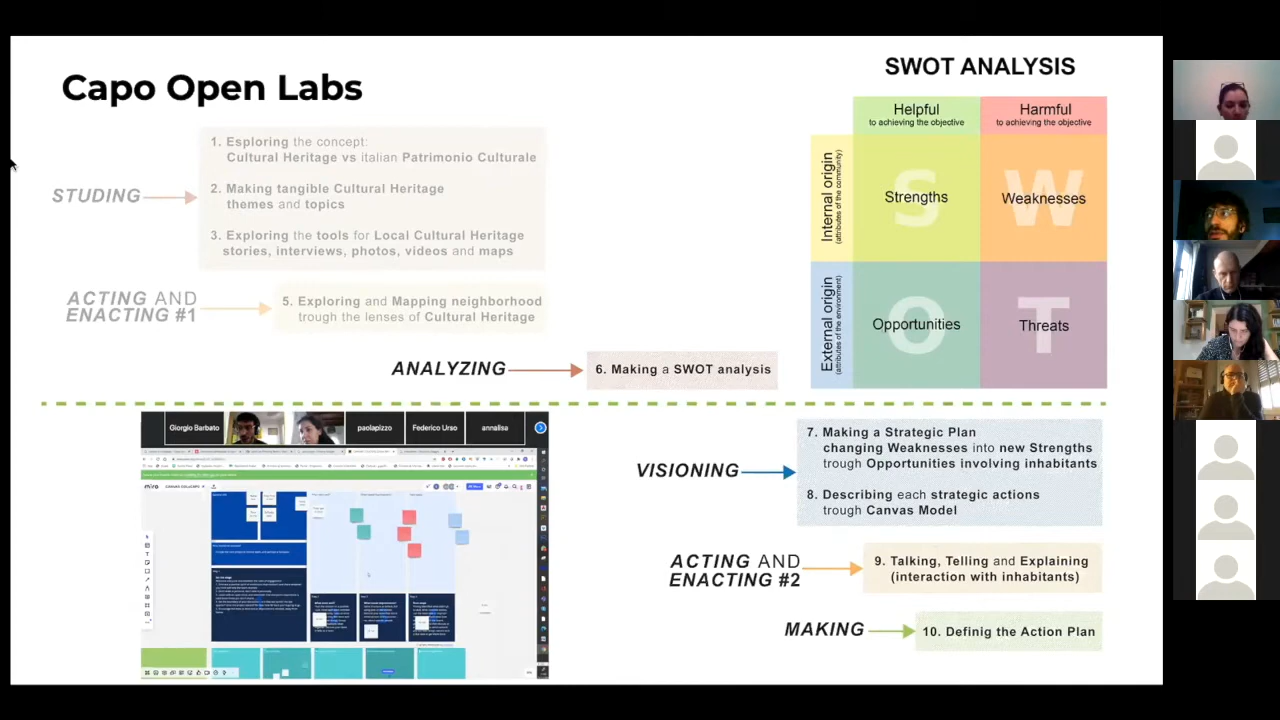 Capo Open Labs
STUDING
1. Esploring the concept:
Cultural Heritage vs italian Patrimonio Culturale
2. Making tangible Cultural Heritage
themes and topics
3. Exploring the tools for Local Cultural Heritage
stories, interviews, photos, videos and maps
ACTING AND
ENACTING #1
5. Exploring and Mapping neighborhood
trough the lenses of Cultural Heritage
ANALYZING
6. Making a SWOT analysis
SWOT ANALYSIS
Helpful
to achieving the objective
Harmful
to achieving the objective
Internal origin
(attributes of the community)
S
Strengths
W
Weaknesses
External origin
(attributes of the environment)
O
Opportunities
T
Threats
Giorgio Barbato
paolapizzo
Federico Urso
annalisa
miro
VISIONING
7. Making a Strategic Plan
changing Weaknesses into new Strengths
troug Opportunities involving inhabitants
8. Describing each strategic actions
trough Canvas Model
ACTING AND
ENACTING #2
9. Talking, Telling and Explaining
(interaction with inhabitants)
MAKING
10. Definig the Action Plan